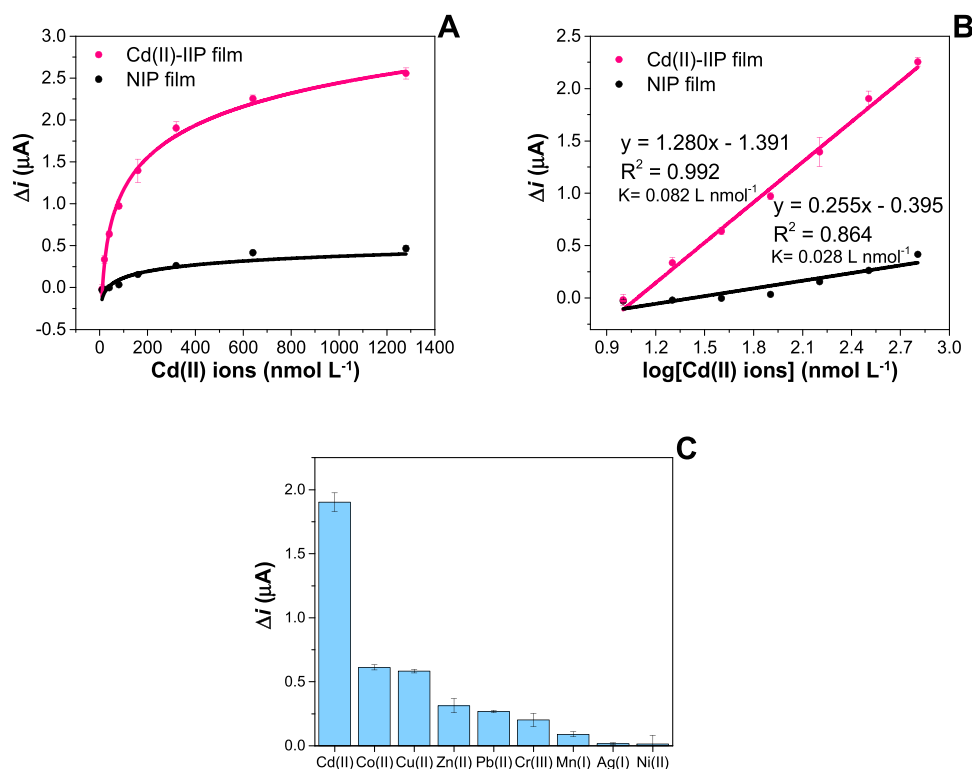 A
3.0
2.5
2.0
1.5
1.0
0.5
0.0
-0.5
Δi (μA)
Cd(II)-IIP film
NIP film
0 200 400 600 800 1000 1200 1400
Cd(II) ions (nmol L⁻¹)
B
2.5
2.0
1.5
1.0
0.5
0.0
Δi (μA)
Cd(II)-IIP film
NIP film
y = 1.280x - 1.391
R² = 0.992
K= 0.082 L nmol⁻¹
y = 0.255x - 0.395
R² = 0.864
K= 0.028 L nmol⁻¹
0.9 1.2 1.5 1.8 2.1 2.4 2.7 3.0
log[Cd(II) ions] (nmol L⁻¹)
C
2.0
1.5
1.0
0.5
0.0
Δi (μA)
Cd(II) Co(II) Cu(II) Zn(II) Pb(II) Cr(III) Mn(I) Ag(I) Ni(II)